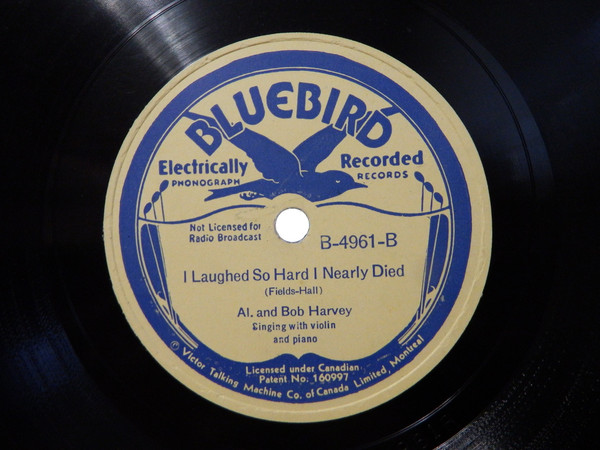 BLUEBIRD
Electrically Recorded
PHONOGRAPH RECORDS
Not Licensed for
Radio Broadcast
B-4961-B
I Laughed So Hard I Nearly Died
(Fields-Hall)
Al. and Bob Harvey
Singing with violin
and piano
Licensed under Canadian
Patent No. 160997
© Victor Talking Machine Co. of Canada Limited, Montreal